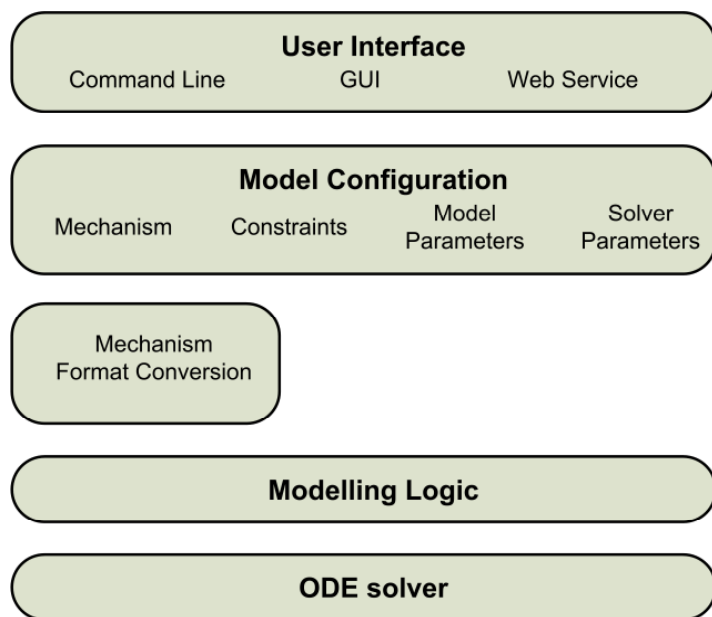 User Interface
Command Line GUI Web Service
Model Configuration
Mechanism Constraints Model Parameters Solver Parameters
Mechanism
Format Conversion
Modelling Logic
ODE solver